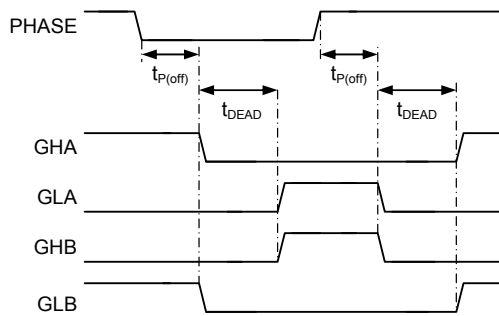 PHASE
tP(off) tP(off)
tDEAD tDEAD
GHA
GLA
GHB
GLB